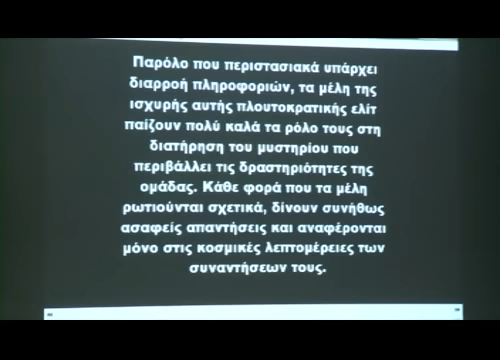 Παρόλο που περιστασιακά υπάρχει
διαρροή πληροφοριών, τα μέλη της
ισχυρής αυτής πλουτοκρατικής ελίτ
παίζουν πολύ καλά τα ρόλο τους στη
διατήρηση του μυστηρίου που
περιβάλλει τις δραστηριότητες της
ομάδας. Κάθε φορά που τα μέλη
ρωτιούνται σχετικά, δίνουν συνήθως
ασαφείς απαντήσεις και αναφέρονται
μόνο στις κοσμικές λεπτομέρειες των
συναντήσεων τους.